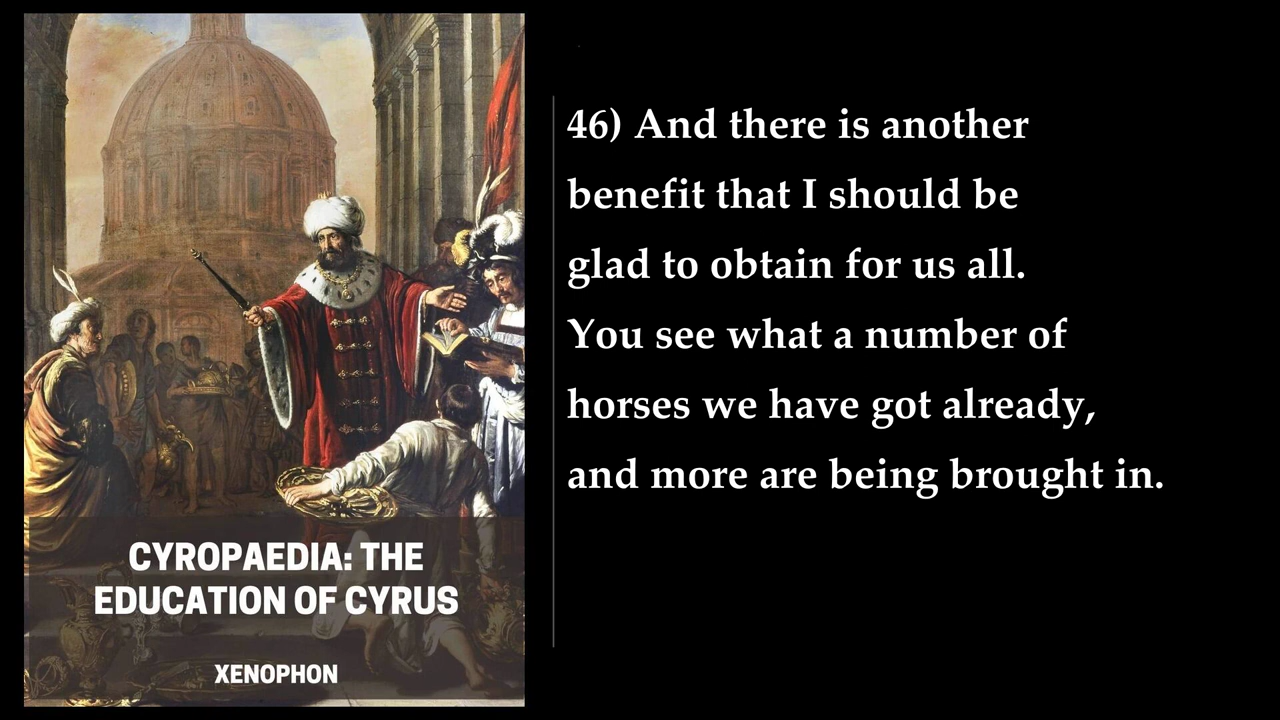 CYROPAEDIA: THE
EDUCATION OF CYRUS
XENOPHON
46) And there is another
benefit that I should be
glad to obtain for us all.
You see what a number of
horses we have got already,
and more are being brought in.